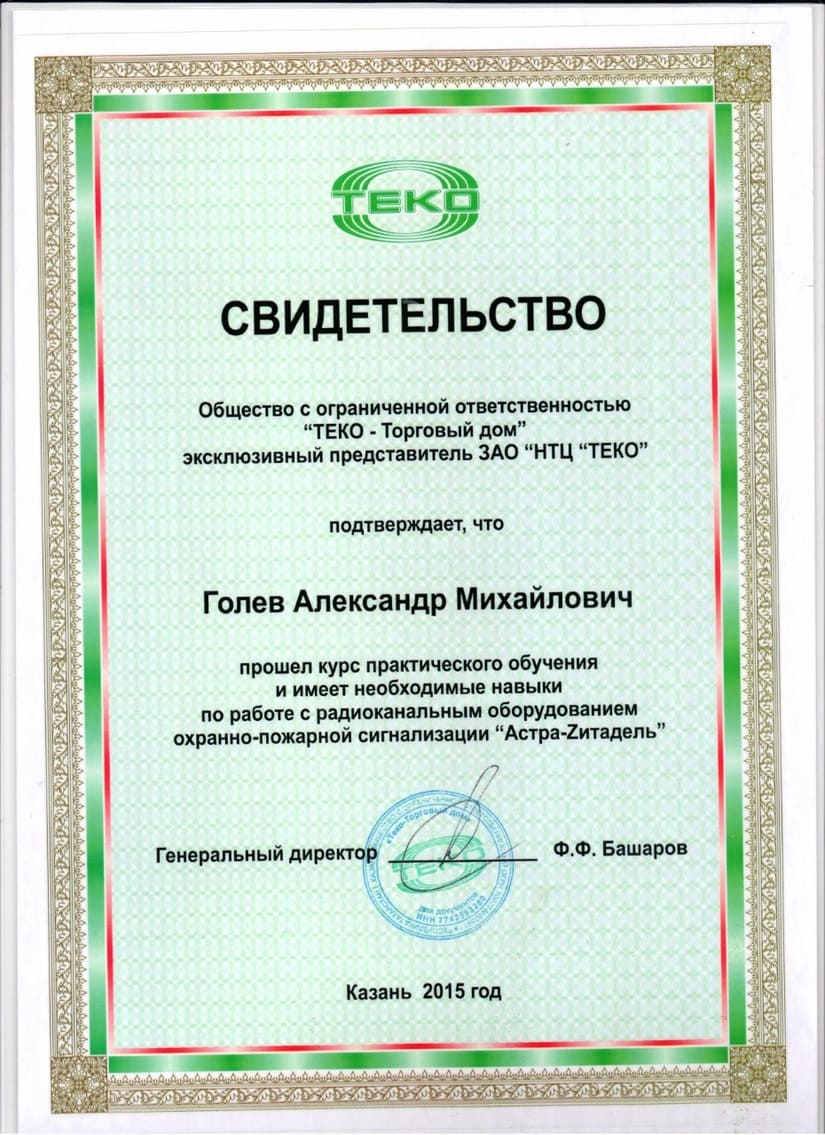 ТЕКО
СВИДЕТЕЛЬСТВО
Общество с ограниченной ответственностью
“ТЕКО - Торговый дом”
эксклюзивный представитель ЗАО “НТЦ “ТЕКО”
подтверждает, что
Голев Александр Михайлович
прошел курс практического обучения
и имеет необходимые навыки
по работе с радиоканальным оборудованием
охранно-пожарной сигнализации “Астра-Zитадель”
«Теко-Торговый дом»
Генеральный директор
Ф.Ф. Башаров
ТЕКО
для документов
ИНН 7743593280
Казань 2015 год